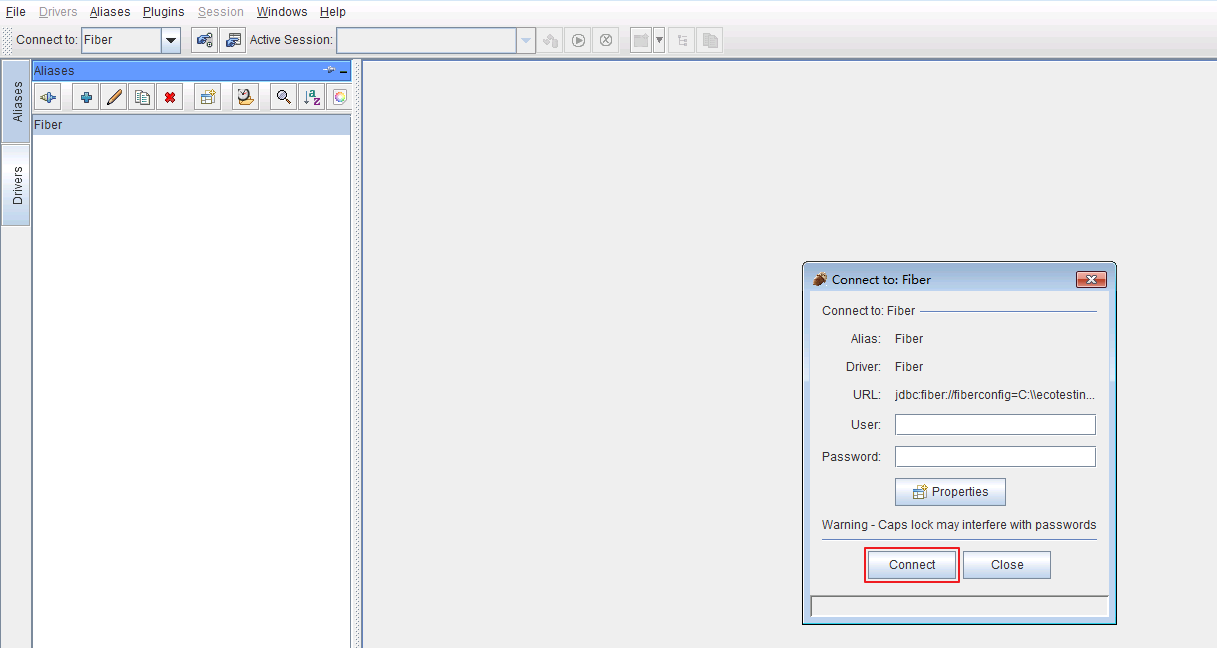 File Drivers Aliases Plugins Session Windows Help
Connect to: Fiber Active Session:
Aliases
Aliases
Drivers
Fiber
Connect to: Fiber
Connect to: Fiber
Alias: Fiber
Driver: Fiber
URL: jdbc:fiber://fiberconfig=C:\\ecotestin...
User:
Password:
Properties
Warning - Caps lock may interfere with passwords
Connect Close